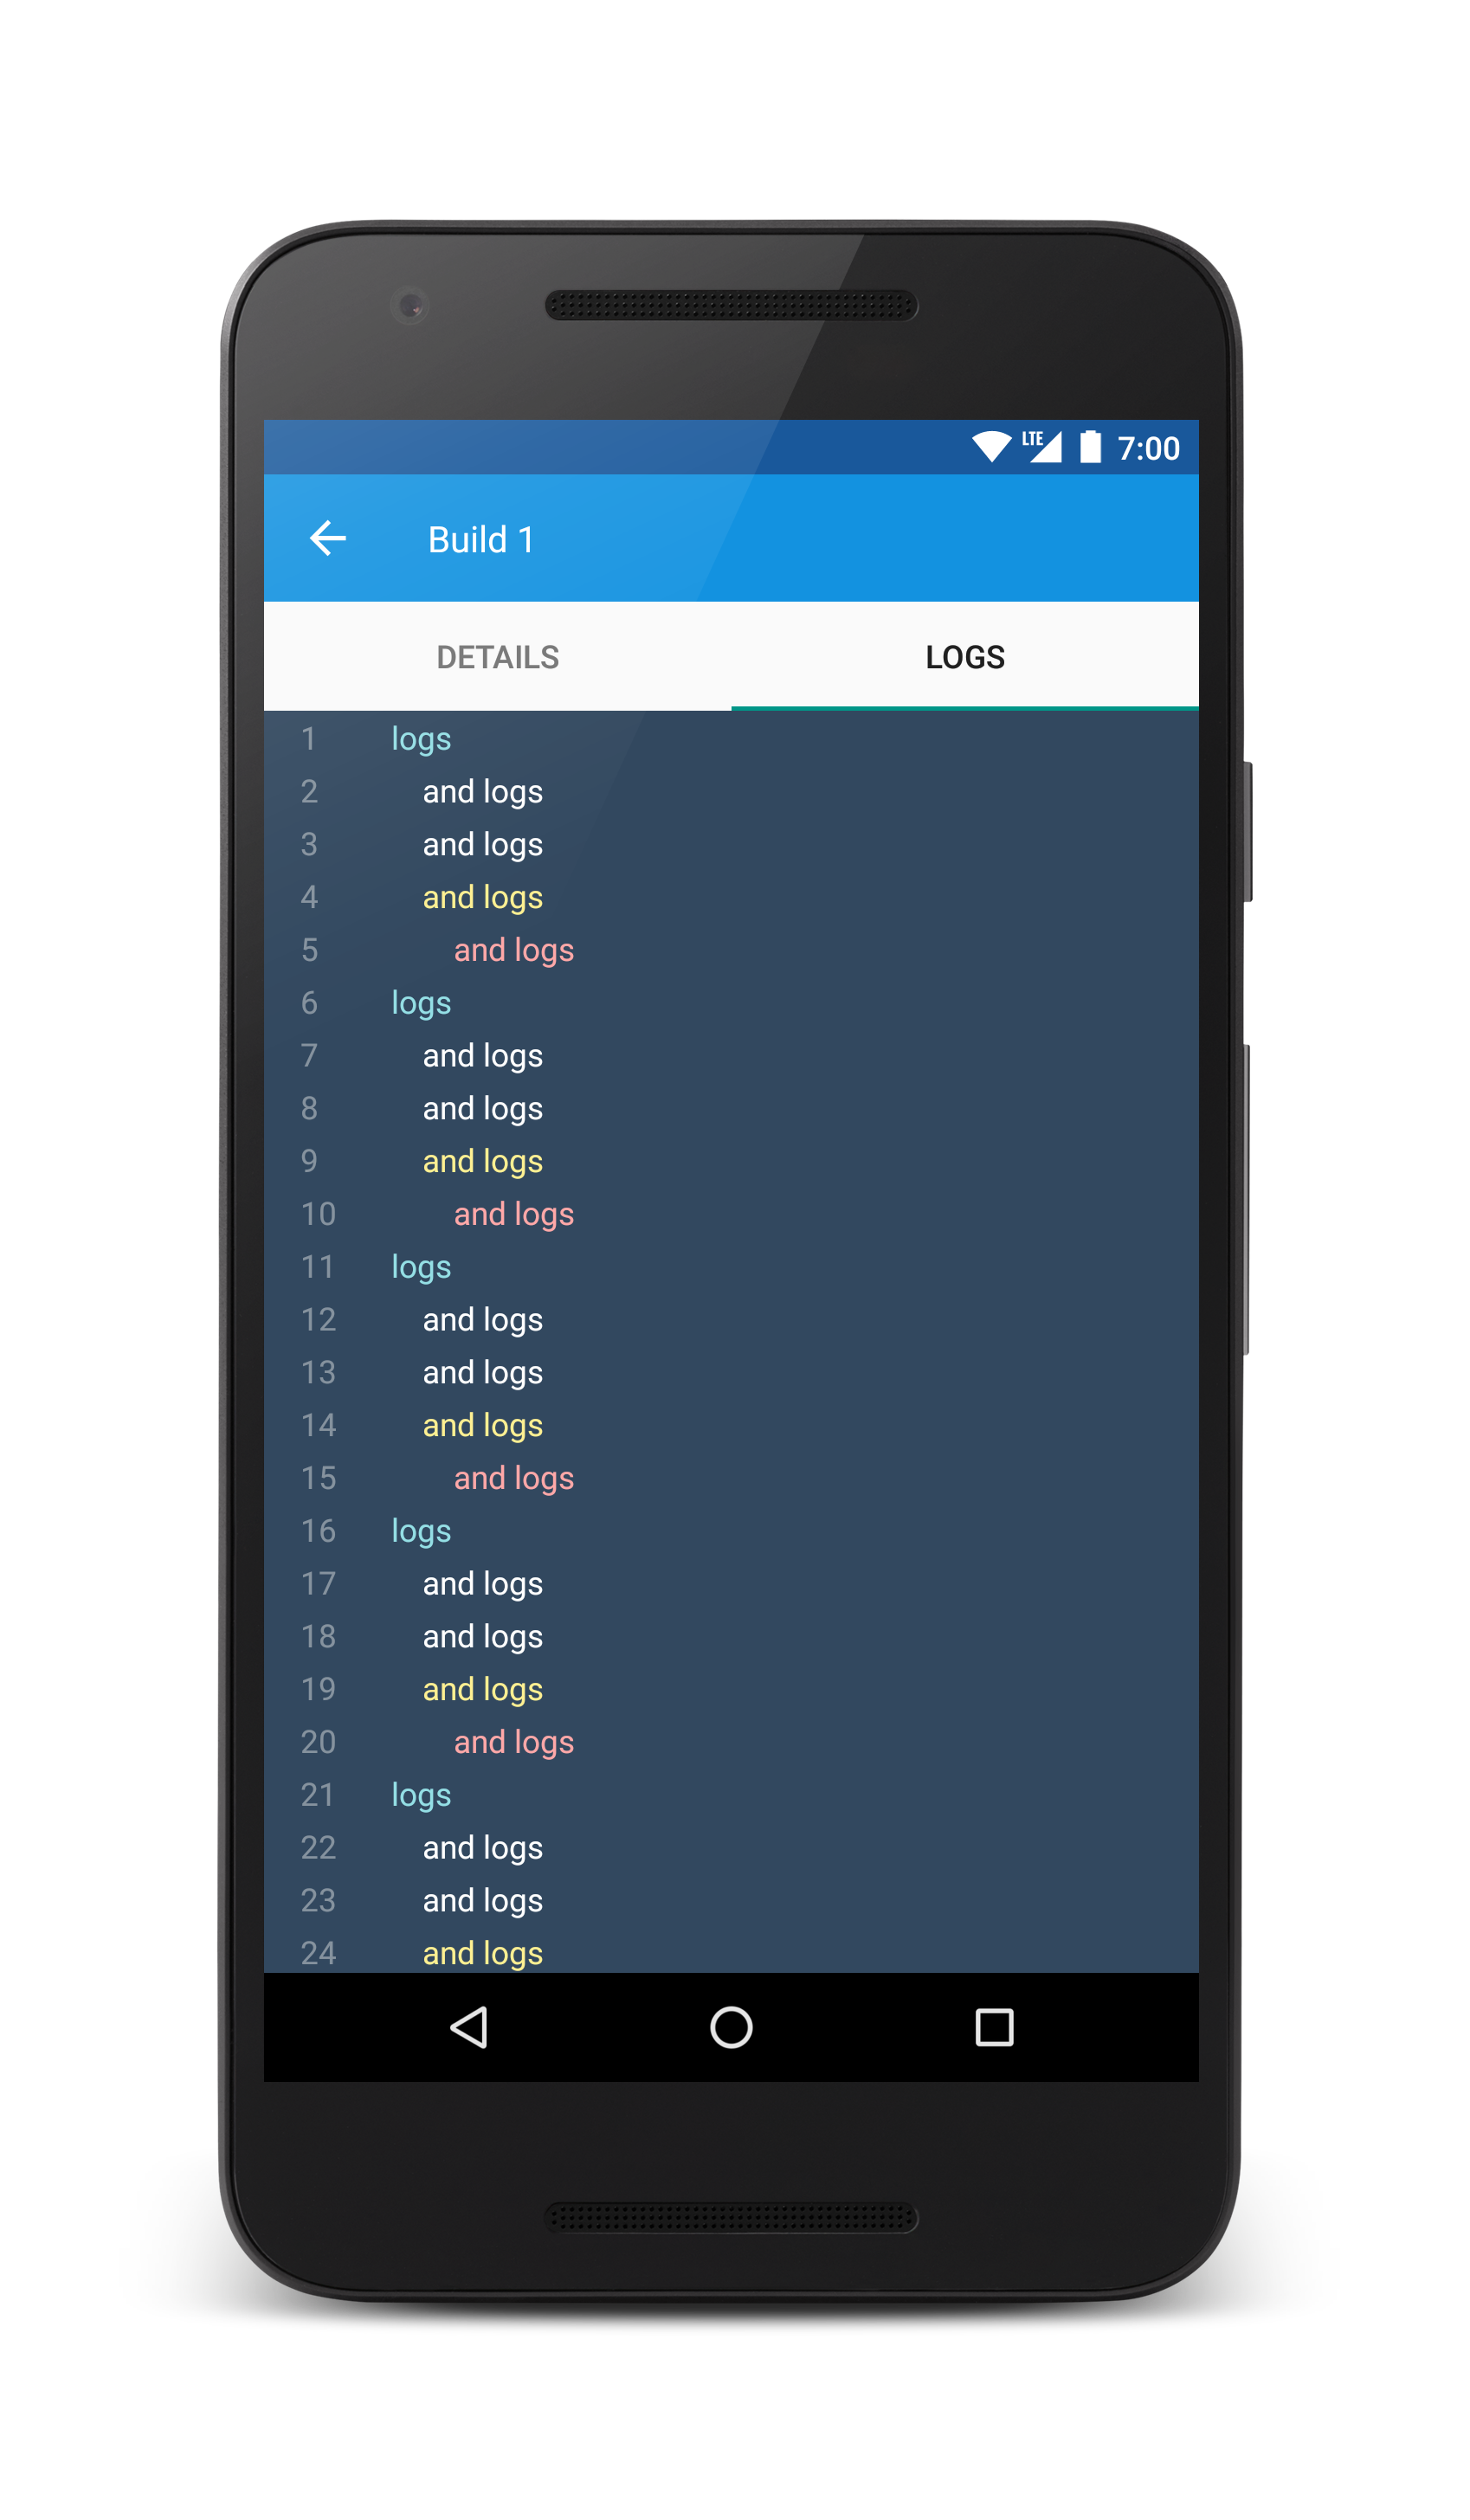 LTE 7:00
Build 1
DETAILS LOGS
1 logs
2 and logs
3 and logs
4 and logs
5 and logs
6 logs
7 and logs
8 and logs
9 and logs
10 and logs
11 logs
12 and logs
13 and logs
14 and logs
15 and logs
16 logs
17 and logs
18 and logs
19 and logs
20 and logs
21 logs
22 and logs
23 and logs
24 and logs